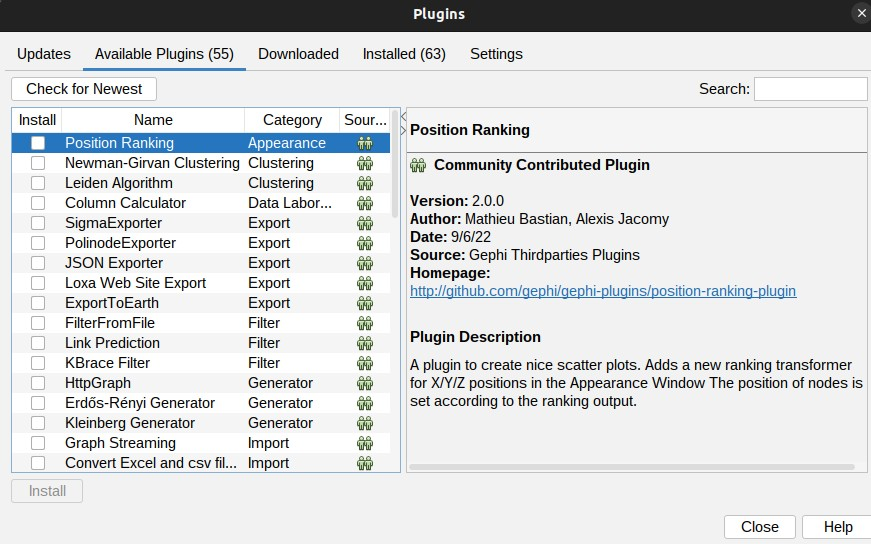 Plugins
Updates
Available Plugins (55)
Downloaded
Installed (63)
Settings
Check for Newest
Search:
Install Name Category Sour...
Position Ranking Appearance
Newman-Girvan Clustering Clustering
Leiden Algorithm Clustering
Column Calculator Data Labor...
SigmaExporter Export
PolinodeExporter Export
JSON Exporter Export
Loxa Web Site Export Export
ExportToEarth Export
FilterFromFile Filter
Link Prediction Filter
KBrace Filter Filter
HttpGraph Generator
Erdős-Rényi Generator Generator
Kleinberg Generator Generator
Graph Streaming Import
Convert Excel and csv fil... Import
Install
Position Ranking
Community Contributed Plugin
Version: 2.0.0
Author: Mathieu Bastian, Alexis Jacomy
Date: 9/6/22
Source: Gephi Thirdparties Plugins
Homepage:
http://github.com/gephi/gephi-plugins/position-ranking-plugin
Plugin Description
A plugin to create nice scatter plots. Adds a new ranking transformer
for X/Y/Z positions in the Appearance Window The position of nodes is
set according to the ranking output.
Close
Help